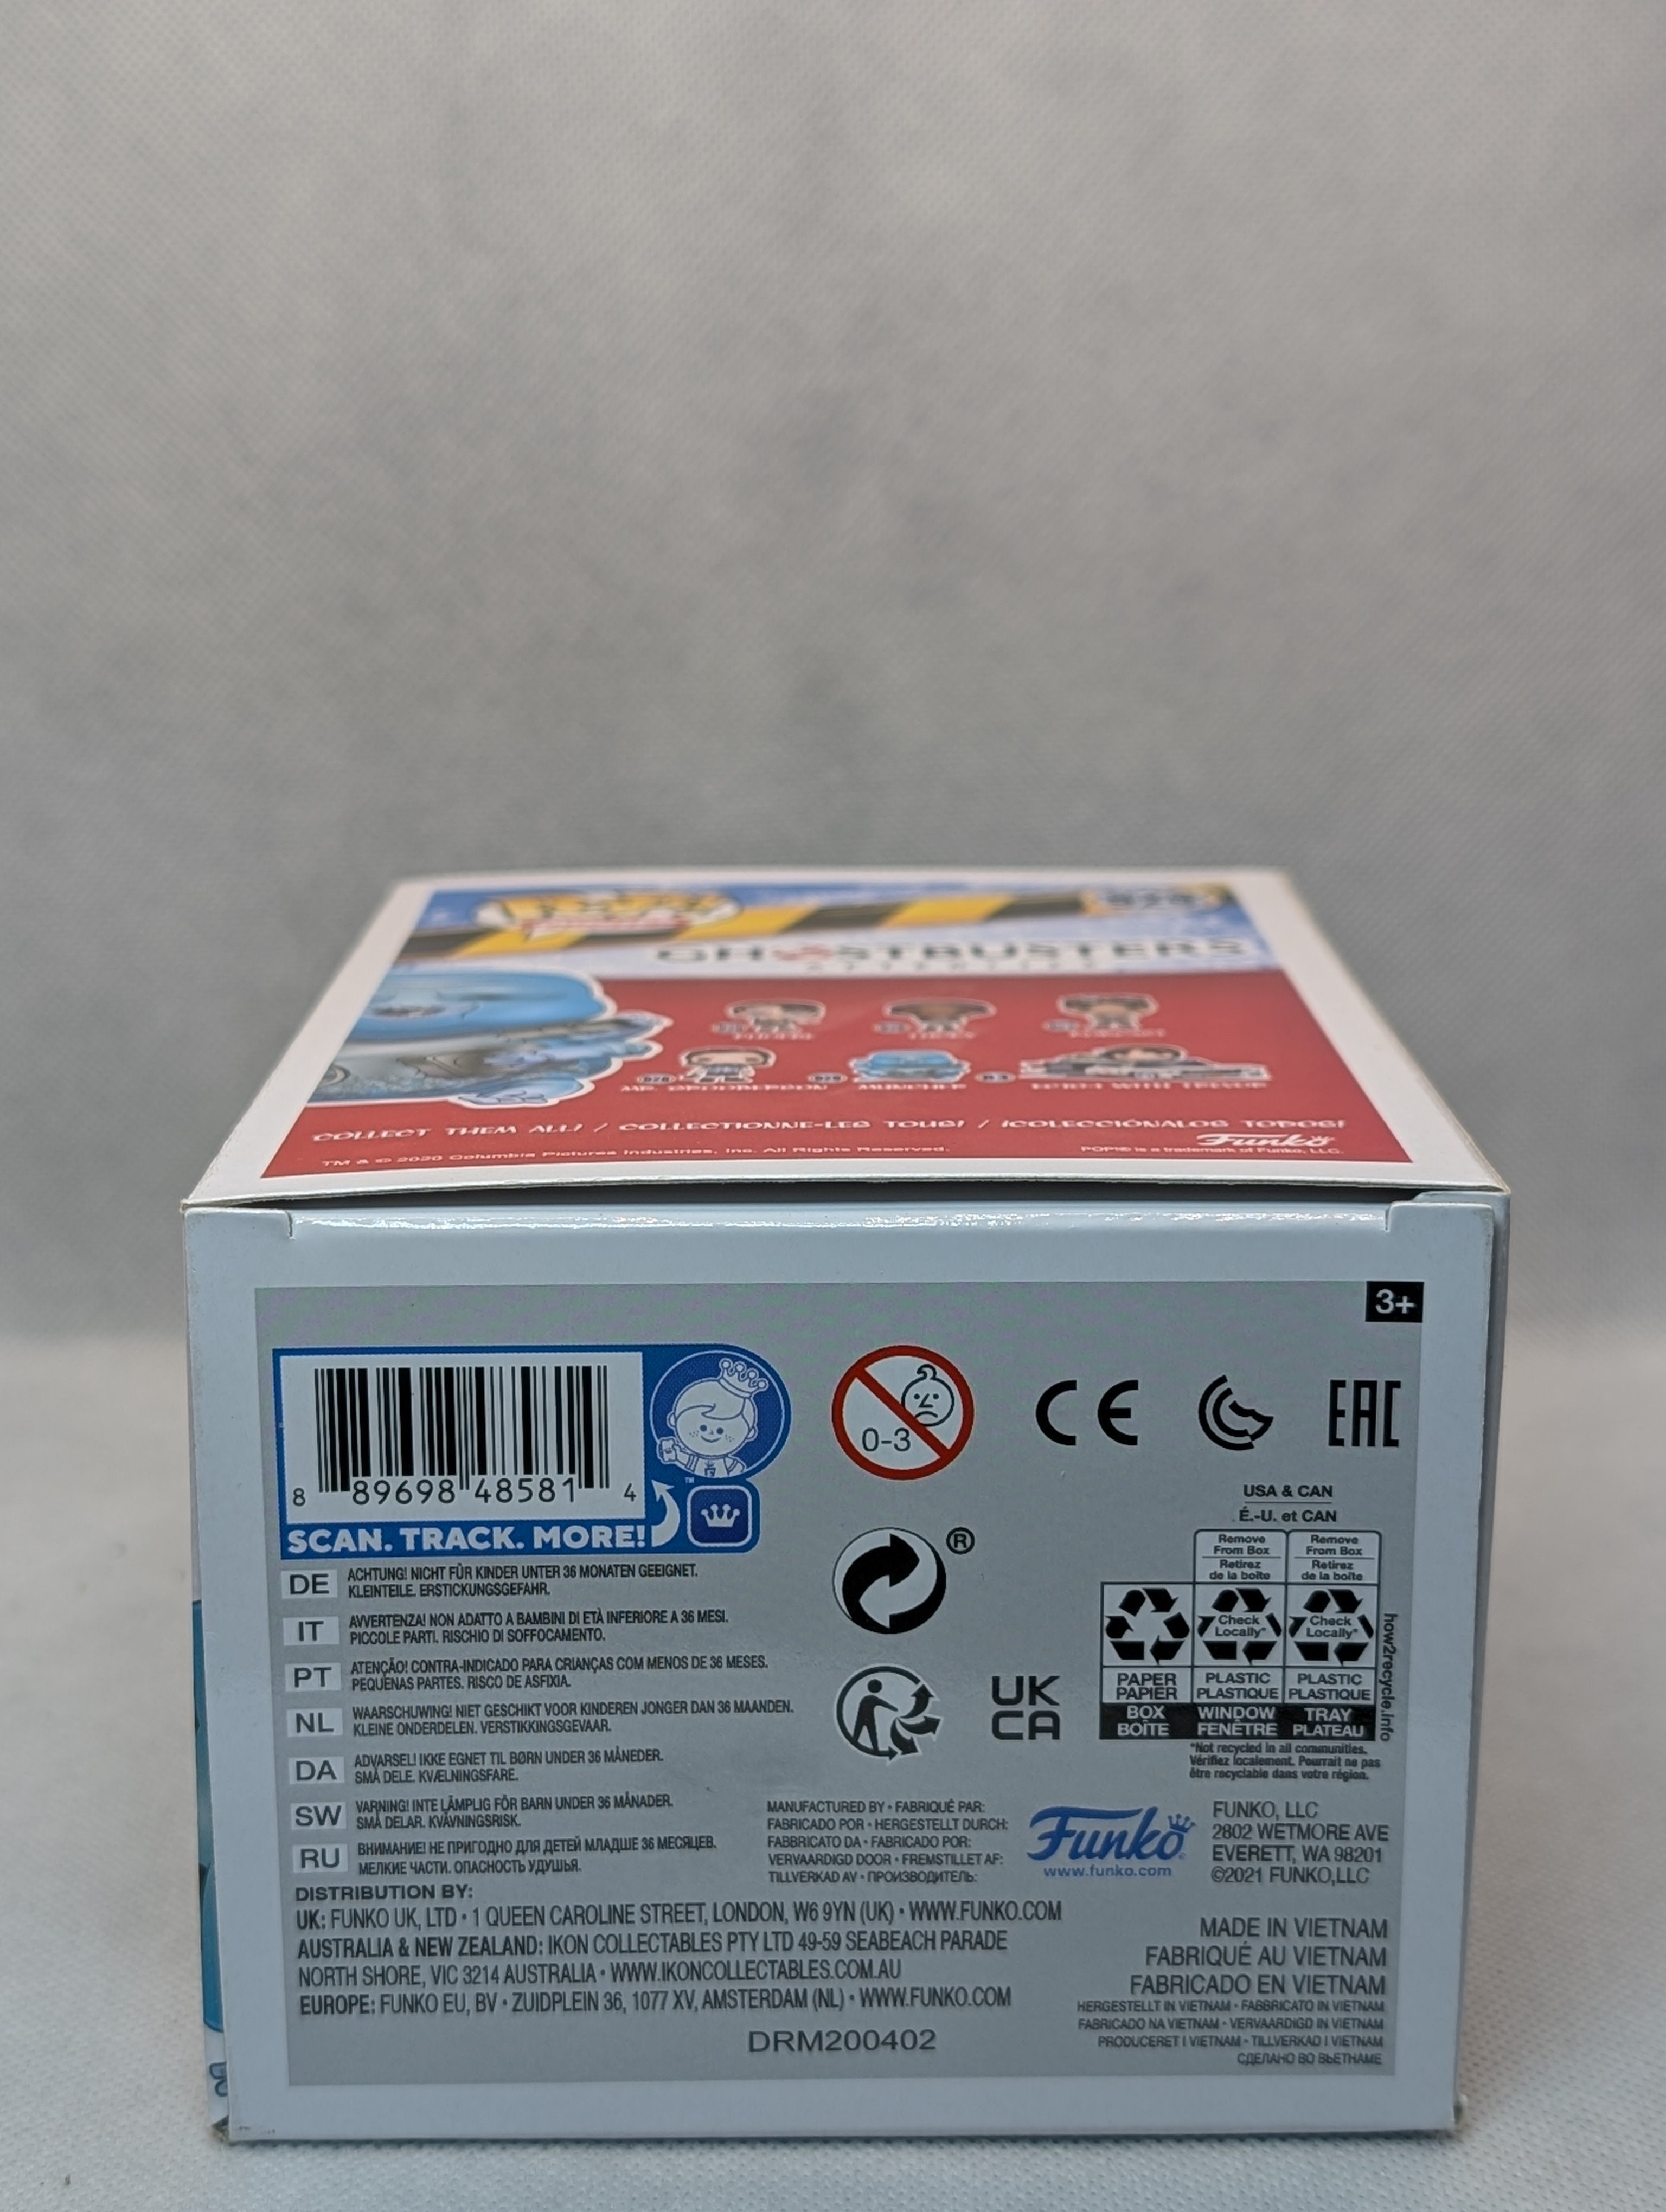 GHOSTBUSTERS
MUNCHER
ECTO-1 WITH TREVOR
COLLECT THEM ALL! / COLLECTIONNE-LES TOUS! / ¡COLECCIÓNALOS TODOS!
Funko
TM & © 2020 Columbia Pictures Industries, Inc. All Rights Reserved.
POP!® is a trademark of Funko, LLC.
3+
8 89698 48581 4
™
SCAN. TRACK. MORE!
0-3
CE
EAC
®
UK
CA
USA & CAN
É.-U. et CAN
Remove From Box
Retirez de la boîte
Remove From Box
Retirez de la boîte
Check Locally*
Check Locally*
PAPER PAPIER
PLASTIC PLASTIQUE
PLASTIC PLASTIQUE
BOX BOÎTE
WINDOW FENÊTRE
TRAY PLATEAU
how2recycle.info
*Not recycled in all communities.
Vérifiez localement. Pourrait ne pas
être recyclable dans votre région.
DE ACHTUNG! NICHT FÜR KINDER UNTER 36 MONATEN GEEIGNET.
KLEINTEILE. ERSTICKUNGSGEFAHR.
IT AVVERTENZA! NON ADATTO A BAMBINI DI ETÀ INFERIORE A 36 MESI.
PICCOLE PARTI. RISCHIO DI SOFFOCAMENTO.
PT ATENÇÃO! CONTRA-INDICADO PARA CRIANÇAS COM MENOS DE 36 MESES.
PEQUENAS PARTES. RISCO DE ASFIXIA.
NL WAARSCHUWING! NIET GESCHIKT VOOR KINDEREN JONGER DAN 36 MAANDEN.
KLEINE ONDERDELEN. VERSTIKKINGSGEVAAR.
DA ADVARSEL! IKKE EGNET TIL BØRN UNDER 36 MÅNEDER.
SMÅ DELE. KVÆLNINGSFARE.
SW VARNING! INTE LÄMPLIG FÖR BARN UNDER 36 MÅNADER.
SMÅ DELAR. KVÄVNINGSRISK.
RU ВНИМАНИЕ! НЕ ПРИГОДНО ДЛЯ ДЕТЕЙ МЛАДШЕ 36 МЕСЯЦЕВ.
МЕЛКИЕ ЧАСТИ. ОПАСНОСТЬ УДУШЬЯ.
MANUFACTURED BY • FABRIQUÉ PAR:
FABRICADO POR • HERGESTELLT DURCH:
FABBRICATO DA • FABRICADO POR:
VERVAARDIGD DOOR • FREMSTILLET AF:
TILLVERKAD AV • ПРОИЗВОДИТЕЛЬ:
Funko
www.funko.com
FUNKO, LLC
2802 WETMORE AVE
EVERETT, WA 98201
©2021 FUNKO,LLC
DISTRIBUTION BY:
UK: FUNKO UK, LTD • 1 QUEEN CAROLINE STREET, LONDON, W6 9YN (UK) • WWW.FUNKO.COM
AUSTRALIA & NEW ZEALAND: IKON COLLECTABLES PTY LTD 49-59 SEABEACH PARADE
NORTH SHORE, VIC 3214 AUSTRALIA • WWW.IKONCOLLECTABLES.COM.AU
EUROPE: FUNKO EU, BV • ZUIDPLEIN 36, 1077 XV, AMSTERDAM (NL) • WWW.FUNKO.COM
DRM200402
MADE IN VIETNAM
FABRIQUÉ AU VIETNAM
FABRICADO EN VIETNAM
HERGESTELLT IN VIETNAM • FABBRICATO IN VIETNAM
FABRICADO NA VIETNAM • VERVAARDIGD IN VIETNAM
PRODUCERET I VIETNAM • TILLVERKAD I VIETNAM
СДЕЛАНО ВО ВЬЕТНАМЕ